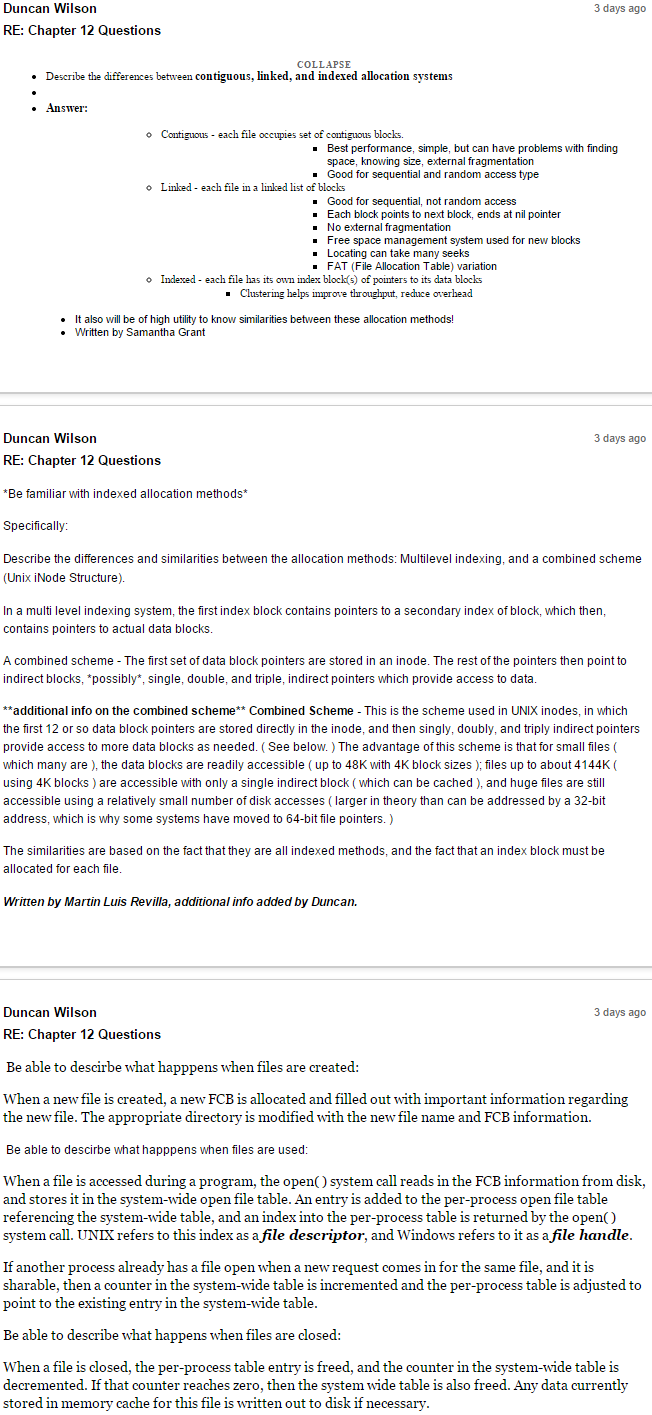 Duncan Wilson 3 days ago
RE: Chapter 12 Questions
COLLAPSE
• Describe the differences between contiguous, linked, and indexed allocation systems
•
• Answer:
○ Contiguous - each file occupies set of contiguous blocks.
▪ Best performance, simple, but can have problems with finding
space, knowing size, external fragmentation
▪ Good for sequential and random access type
○ Linked - each file in a linked list of blocks
▪ Good for sequential, not random access
▪ Each block points to next block, ends at nil pointer
▪ No external fragmentation
▪ Free space management system used for new blocks
▪ Locating can take many seeks
▪ FAT (File Allocation Table) variation
○ Indexed - each file has its own index block(s) of pointers to its data blocks
▪ Clustering helps improve throughput, reduce overhead
• It also will be of high utility to know similarities between these allocation methods!
• Written by Samantha Grant
Duncan Wilson 3 days ago
RE: Chapter 12 Questions
*Be familiar with indexed allocation methods*
Specifically:
Describe the differences and similarities between the allocation methods: Multilevel indexing, and a combined scheme
(Unix iNode Structure).
In a multi level indexing system, the first index block contains pointers to a secondary index of block, which then,
contains pointers to actual data blocks.
A combined scheme - The first set of data block pointers are stored in an inode. The rest of the pointers then point to
indirect blocks, *possibly*, single, double, and triple, indirect pointers which provide access to data.
**additional info on the combined scheme** Combined Scheme - This is the scheme used in UNIX inodes, in which
the first 12 or so data block pointers are stored directly in the inode, and then singly, doubly, and triply indirect pointers
provide access to more data blocks as needed. ( See below. ) The advantage of this scheme is that for small files (
which many are ), the data blocks are readily accessible ( up to 48K with 4K block sizes ); files up to about 4144K (
using 4K blocks ) are accessible with only a single indirect block ( which can be cached ), and huge files are still
accessible using a relatively small number of disk accesses ( larger in theory than can be addressed by a 32-bit
address, which is why some systems have moved to 64-bit file pointers. )
The similarities are based on the fact that they are all indexed methods, and the fact that an index block must be
allocated for each file.
Written by Martin Luis Revilla, additional info added by Duncan.
Duncan Wilson 3 days ago
RE: Chapter 12 Questions
Be able to descirbe what happpens when files are created:
When a new file is created, a new FCB is allocated and filled out with important information regarding
the new file. The appropriate directory is modified with the new file name and FCB information.
Be able to descirbe what happpens when files are used:
When a file is accessed during a program, the open( ) system call reads in the FCB information from disk,
and stores it in the system-wide open file table. An entry is added to the per-process open file table
referencing the system-wide table, and an index into the per-process table is returned by the open( )
system call. UNIX refers to this index as a file descriptor, and Windows refers to it as a file handle.
If another process already has a file open when a new request comes in for the same file, and it is
sharable, then a counter in the system-wide table is incremented and the per-process table is adjusted to
point to the existing entry in the system-wide table.
Be able to describe what happens when files are closed:
When a file is closed, the per-process table entry is freed, and the counter in the system-wide table is
decremented. If that counter reaches zero, then the system wide table is also freed. Any data currently
stored in memory cache for this file is written out to disk if necessary.